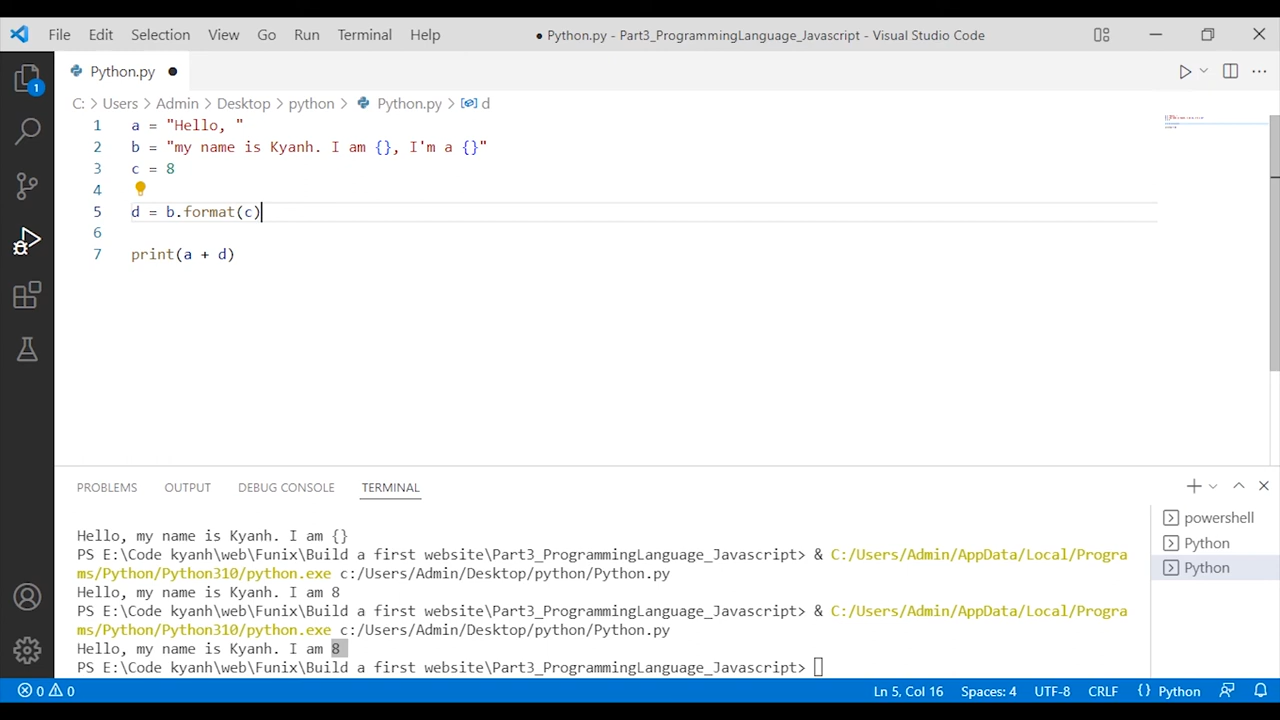 File Edit Selection View Go Run Terminal Help ● Python.py - Part3_ProgrammingLanguage_Javascript - Visual Studio Code
Python.py ●
1
C: > Users > Admin > Desktop > python > Python.py > d
1 a = "Hello, "
2 b = "my name is Kyanh. I am {}, I'm a {}"
3 c = 8
4
5 d = b.format(c)
6
7 print(a + d)
PROBLEMS OUTPUT DEBUG CONSOLE TERMINAL
Hello, my name is Kyanh. I am {}
PS E:\Code kyanh\web\Funix\Build a first website\Part3_ProgrammingLanguage_Javascript> & C:/Users/Admin/AppData/Local/Progra
ms/Python/Python310/python.exe c:/Users/Admin/Desktop/python/Python.py
Hello, my name is Kyanh. I am 8
PS E:\Code kyanh\web\Funix\Build a first website\Part3_ProgrammingLanguage_Javascript> & C:/Users/Admin/AppData/Local/Progra
ms/Python/Python310/python.exe c:/Users/Admin/Desktop/python/Python.py
Hello, my name is Kyanh. I am 8
PS E:\Code kyanh\web\Funix\Build a first website\Part3_ProgrammingLanguage_Javascript>
powershell
Python
Python
0 0 Ln 5, Col 16 Spaces: 4 UTF-8 CRLF {} Python